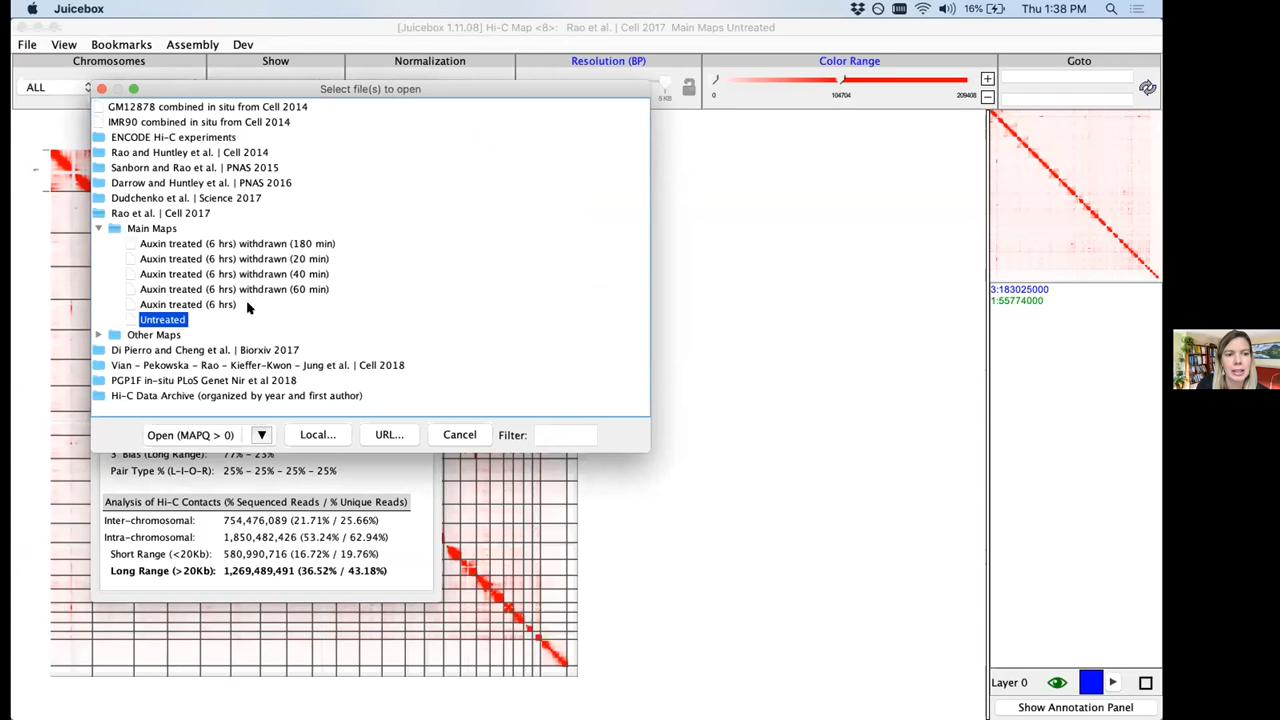 Juicebox 16% Thu 1:38 PM
[Juicebox 1.11.08] Hi-C Map <8>: Rao et al. | Cell 2017 Main Maps Untreated
File View Bookmarks Assembly Dev
Chromosomes Show Normalization Resolution (BP) Color Range Goto
ALL
5 KB
0 104704 209408
Select file(s) to open
GM12878 combined in situ from Cell 2014
IMR90 combined in situ from Cell 2014
ENCODE Hi-C experiments
Rao and Huntley et al. | Cell 2014
Sanborn and Rao et al. | PNAS 2015
Darrow and Huntley et al. | PNAS 2016
Dudchenko et al. | Science 2017
Rao et al. | Cell 2017
Main Maps
Auxin treated (6 hrs) withdrawn (180 min)
Auxin treated (6 hrs) withdrawn (20 min)
Auxin treated (6 hrs) withdrawn (40 min)
Auxin treated (6 hrs) withdrawn (60 min)
Auxin treated (6 hrs)
Untreated
Other Maps
Di Pierro and Cheng et al. | Biorxiv 2017
Vian - Pekowska - Rao - Kieffer-Kwon - Jung et al. | Cell 2018
PGP1F in-situ PLoS Genet Nir et al 2018
Hi-C Data Archive (organized by year and first author)
Open (MAPQ > 0) Local... URL... Cancel Filter:
3' Bias (Long Range): 77% - 23%
Pair Type % (L-I-O-R): 25% - 25% - 25% - 25%
Analysis of Hi-C Contacts (% Sequenced Reads / % Unique Reads)
Inter-chromosomal: 754,476,089 (21.71% / 25.66%)
Intra-chromosomal: 1,850,482,426 (53.24% / 62.94%)
Short Range (<20Kb): 580,990,716 (16.72% / 19.76%)
Long Range (>20Kb): 1,269,489,491 (36.52% / 43.18%)
3:183025000
1:55774000
Layer 0
Show Annotation Panel